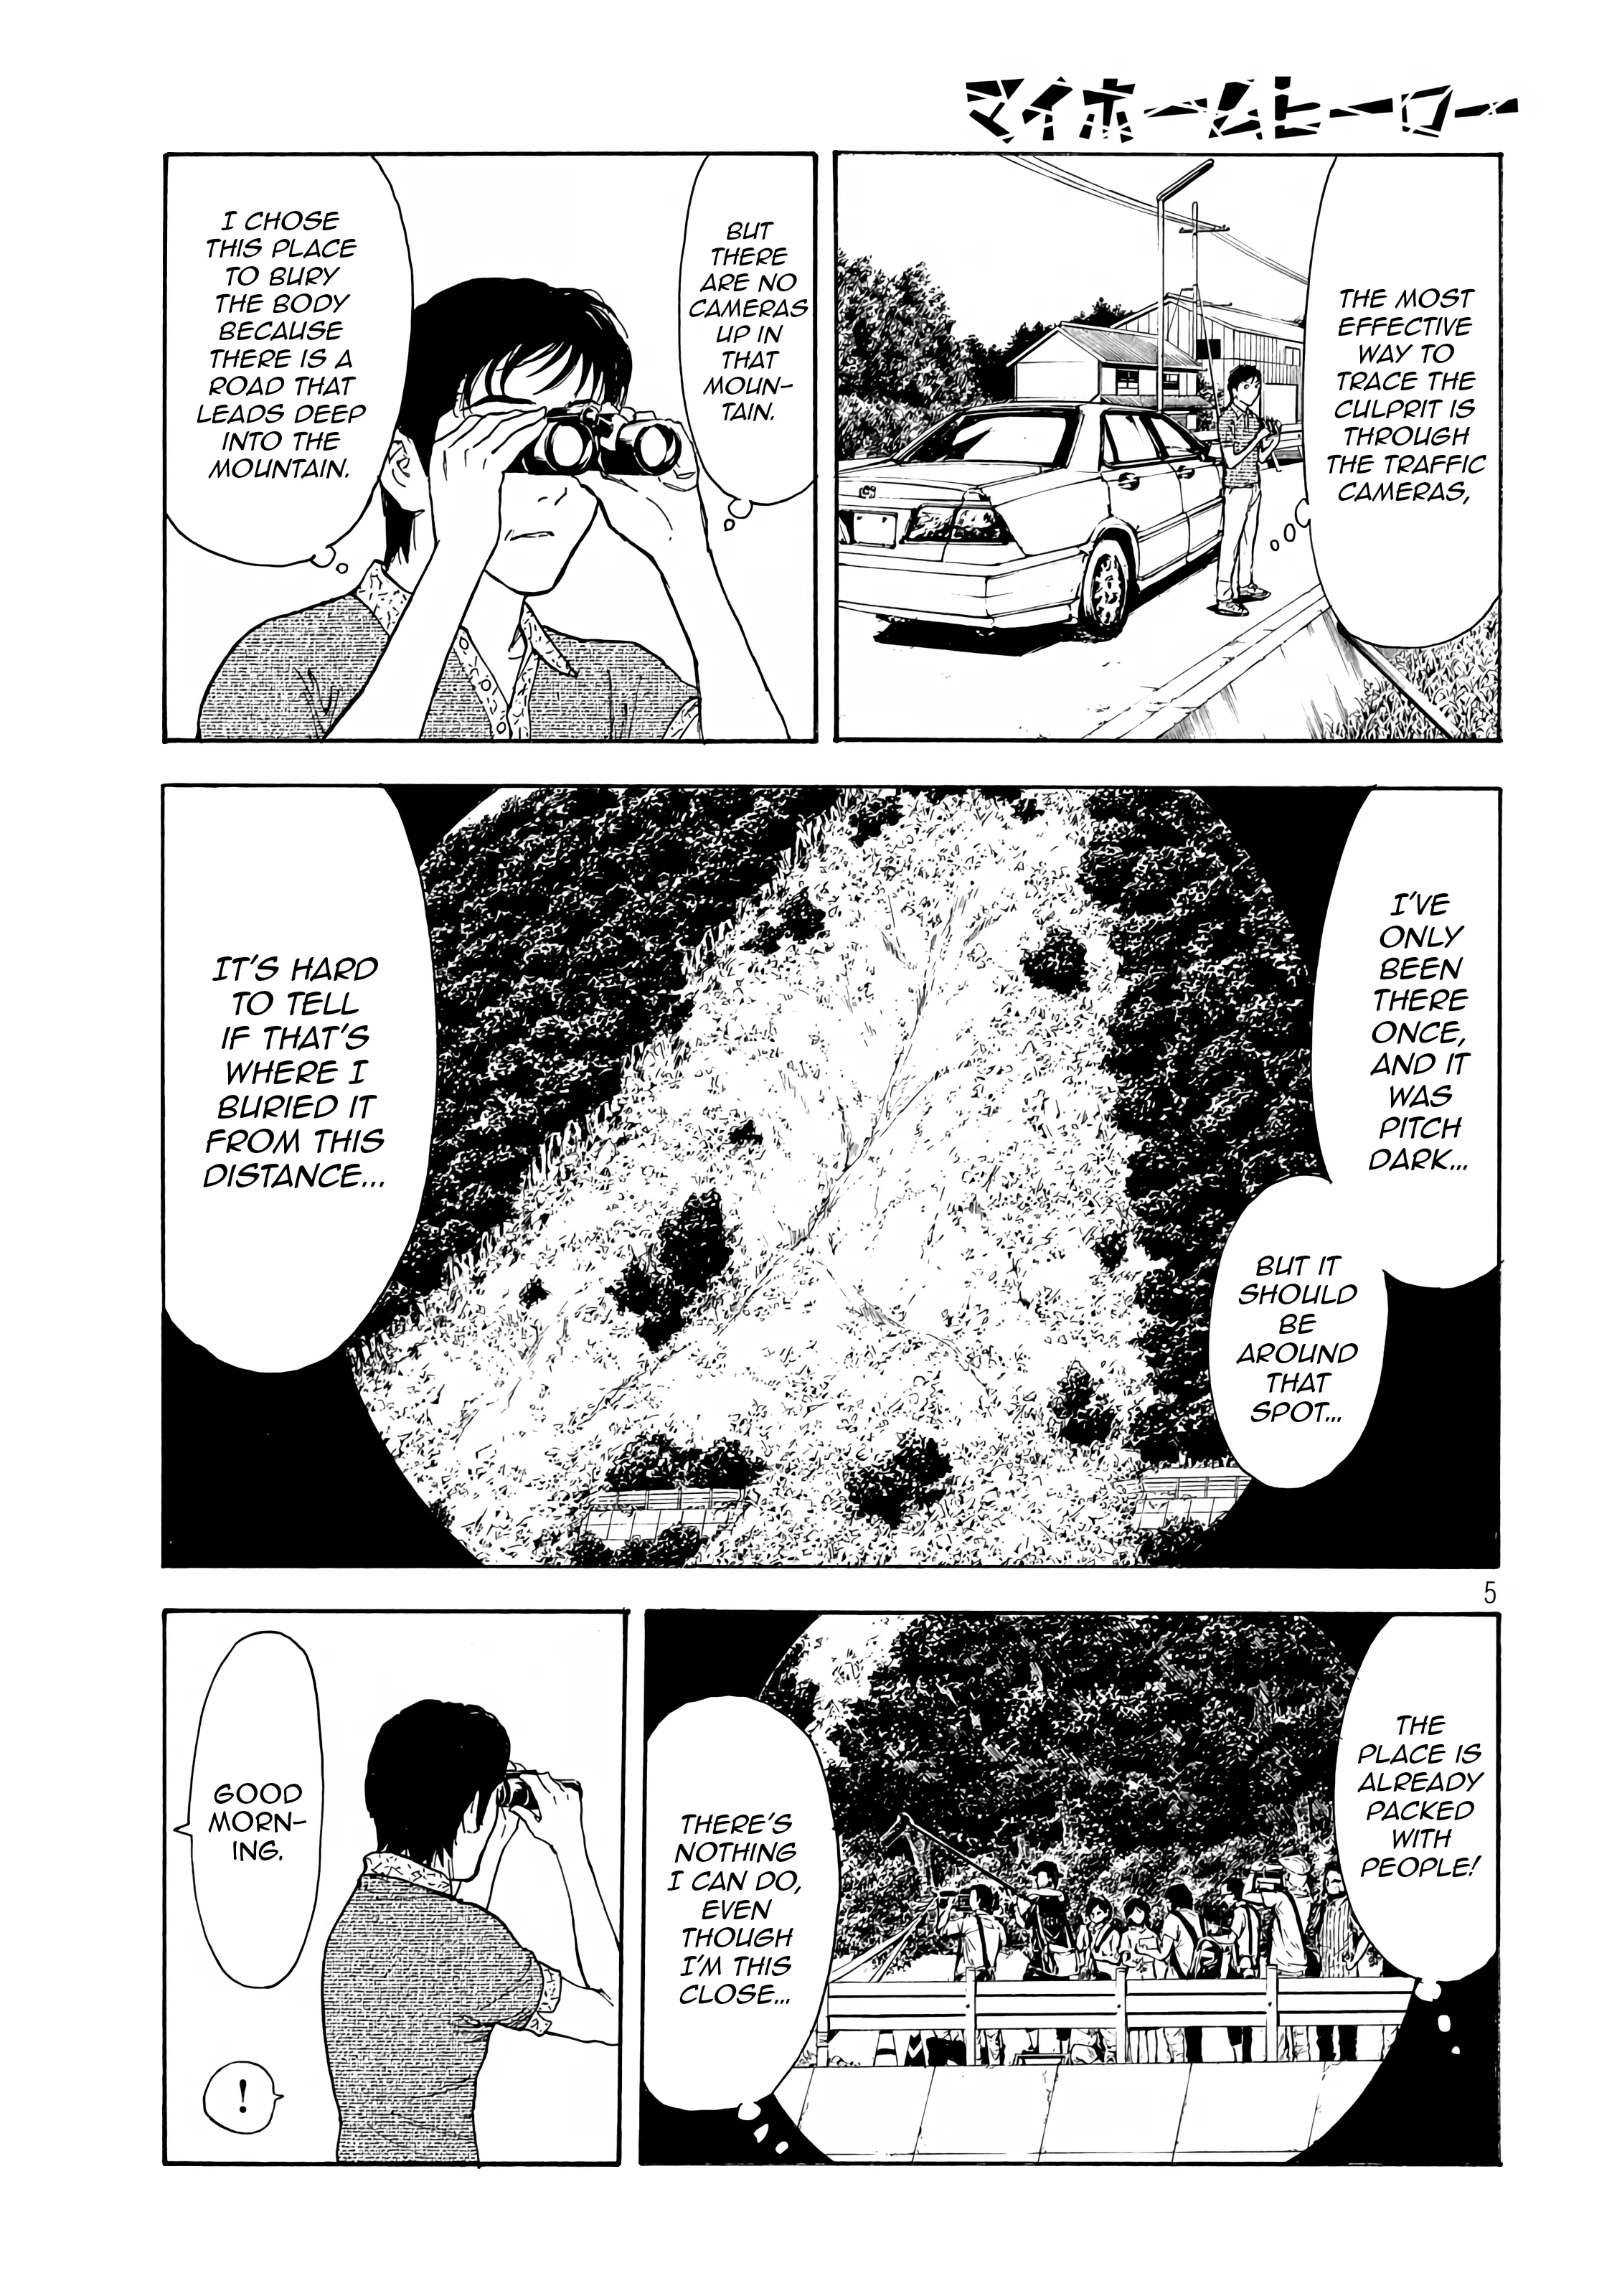 マイホームヒーロー
THE MOST
EFFECTIVE
WAY TO
TRACE THE
CULPRIT IS
THROUGH
THE TRAFFIC
CAMERAS,
BUT
THERE
ARE NO
CAMERAS
UP IN
THAT
MOUN-
TAIN.
I CHOSE
THIS PLACE
TO BURY
THE BODY
BECAUSE
THERE IS A
ROAD THAT
LEADS DEEP
INTO THE
MOUNTAIN.
I'VE
ONLY
BEEN
THERE
ONCE,
AND IT
WAS
PITCH
DARK...
BUT IT
SHOULD
BE
AROUND
THAT
SPOT...
IT'S HARD
TO TELL
IF THAT'S
WHERE I
BURIED IT
FROM THIS
DISTANCE...
5
THE
PLACE IS
ALREADY
PACKED
WITH
PEOPLE!
THERE'S
NOTHING
I CAN DO,
EVEN
THOUGH
I'M THIS
CLOSE...
GOOD
MORN-
ING.
!